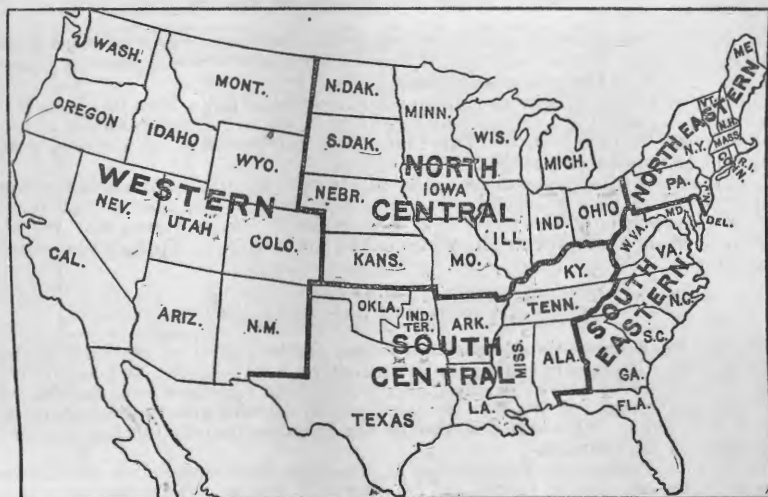 WASH.
OREGON
IDAHO
MONT.
WYO.
WESTERN
NEV.
UTAH
COLO.
CAL.
ARIZ.
N.M.
N.DAK.
S.DAK.
NEBR.
KANS.
MINN.
WIS.
MICH.
NORTH
IOWA
CENTRAL
ILL.
IND.
OHIO
MO.
NORTH EASTERN
ME
VT.
N.H.
MASS
R.I.
N.Y.
PA.
N.J.
DEL.
MD.
W.VA.
VA.
N.C.
S.C.
GA.
FLA.
SOUTH
EASTERN
KY.
TENN.
OKLA.
IND.
TER.
ARK.
SOUTH
CENTRAL
MISS.
ALA.
LA.
TEXAS